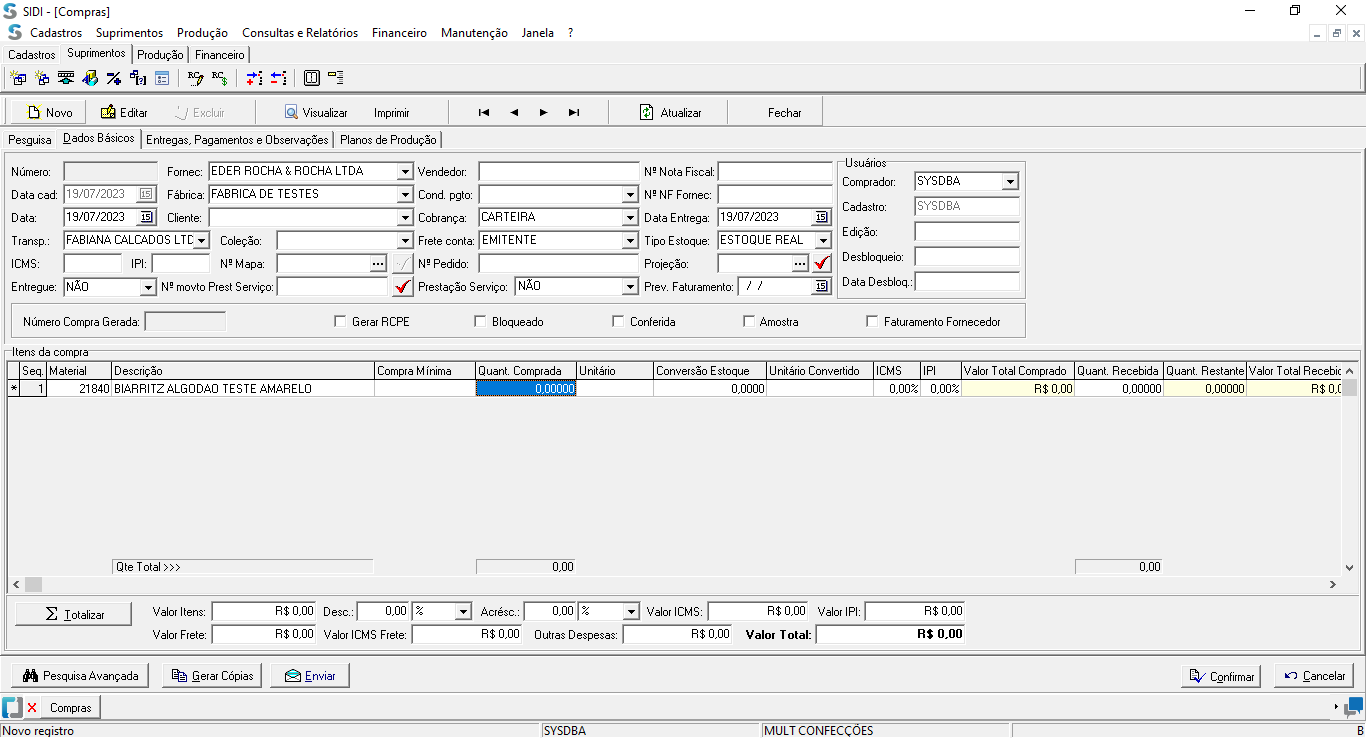 SIDI - [Compras]
Cadastros Suprimentos Produção Consultas e Relatórios Financeiro Manutenção Janela ?
Cadastros Suprimentos Produção Financeiro
Novo Editar Excluir Visualizar Imprimir Atualizar Fechar
Pesquisa Dados Básicos Entregas, Pagamentos e Observações Planos de Produção
Número: Fornec: EDER ROCHA & ROCHA LTDA Vendedor: Nº Nota Fiscal:
Data cad: 19/07/2023 15 Fábrica: FABRICA DE TESTES Cond. pgto: Nº NF Fornec:
Data: 19/07/2023 15 Cliente: Cobrança: CARTEIRA Data Entrega: 19/07/2023 15
Transp.: FABIANA CALCADOS LTC Coleção: Frete conta: EMITENTE Tipo Estoque: ESTOQUE REAL
ICMS: IPI: Nº Mapa: ... Nº Pedido: Projeção: ...
Entregue: NÃO Nº movto Prest Serviço: Prestação Serviço: NÃO Prev. Faturamento: / / 15
Usuários
Comprador: SYSDBA
Cadastro: SYSDBA
Edição:
Desbloqueio:
Data Desbloq.:
Número Compra Gerada: Gerar RCPE Bloqueado Conferida Amostra Faturamento Fornecedor
Itens da compra
Seq. Material Descrição Compra Mínima Quant. Comprada Unitário Conversão Estoque Unitário Convertido ICMS IPI Valor Total Comprado Quant. Recebida Quant. Restante Valor Total Recebic
* 1 21840 BIARRITZ ALGODAO TESTE AMARELO 0,00000 0,0000 0,00% 0,00% R$ 0,00 0,00000 0,00000 R$ 0,0
Qte Total >>> 0,00 0,00
Σ Totalizar Valor Itens: R$ 0,00 Desc.: 0,00 % Acrésc.: 0,00 % Valor ICMS: R$ 0,00 Valor IPI: R$ 0,00
Valor Frete: R$ 0,00 Valor ICMS Frete: R$ 0,00 Outras Despesas: R$ 0,00 Valor Total: R$ 0,00
Pesquisa Avançada Gerar Cópias Enviar Confirmar Cancelar
Compras
Novo registro SYSDBA MULT CONFECÇÕES B